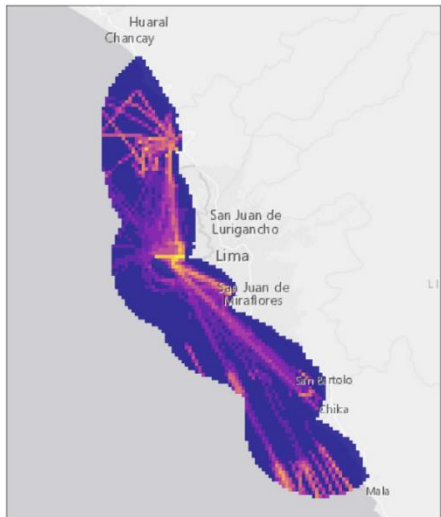 Huaral
Chancay
San Juan de
Lurigancho
Lima
San Juan de
Miraflores
L I
San Bartolo
Chilca
Mala